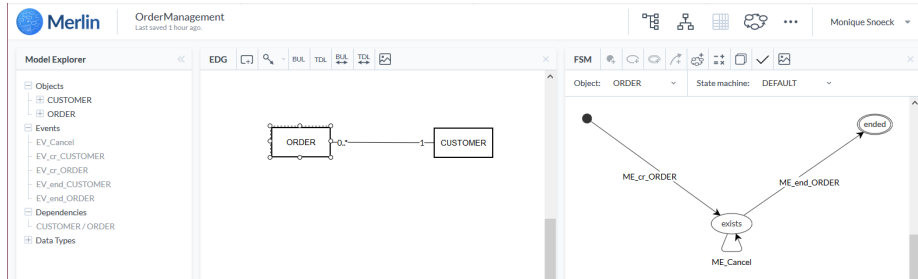 Merlin
OrderManagement
Last saved 1 hour ago.
Monique Snoeck
Model Explorer
Objects
CUSTOMER
ORDER
Events
EV_Cancel
EV_cr_CUSTOMER
EV_cr_ORDER
EV_end_CUSTOMER
EV_end_ORDER
Dependencies
CUSTOMER / ORDER
Data Types
EDG BUL TDL BUL TDL
ORDER 0..* 1 CUSTOMER
FSM
Object: ORDER State machine: DEFAULT
ended
ME_cr_ORDER
ME_end_ORDER
exists
ME_Cancel